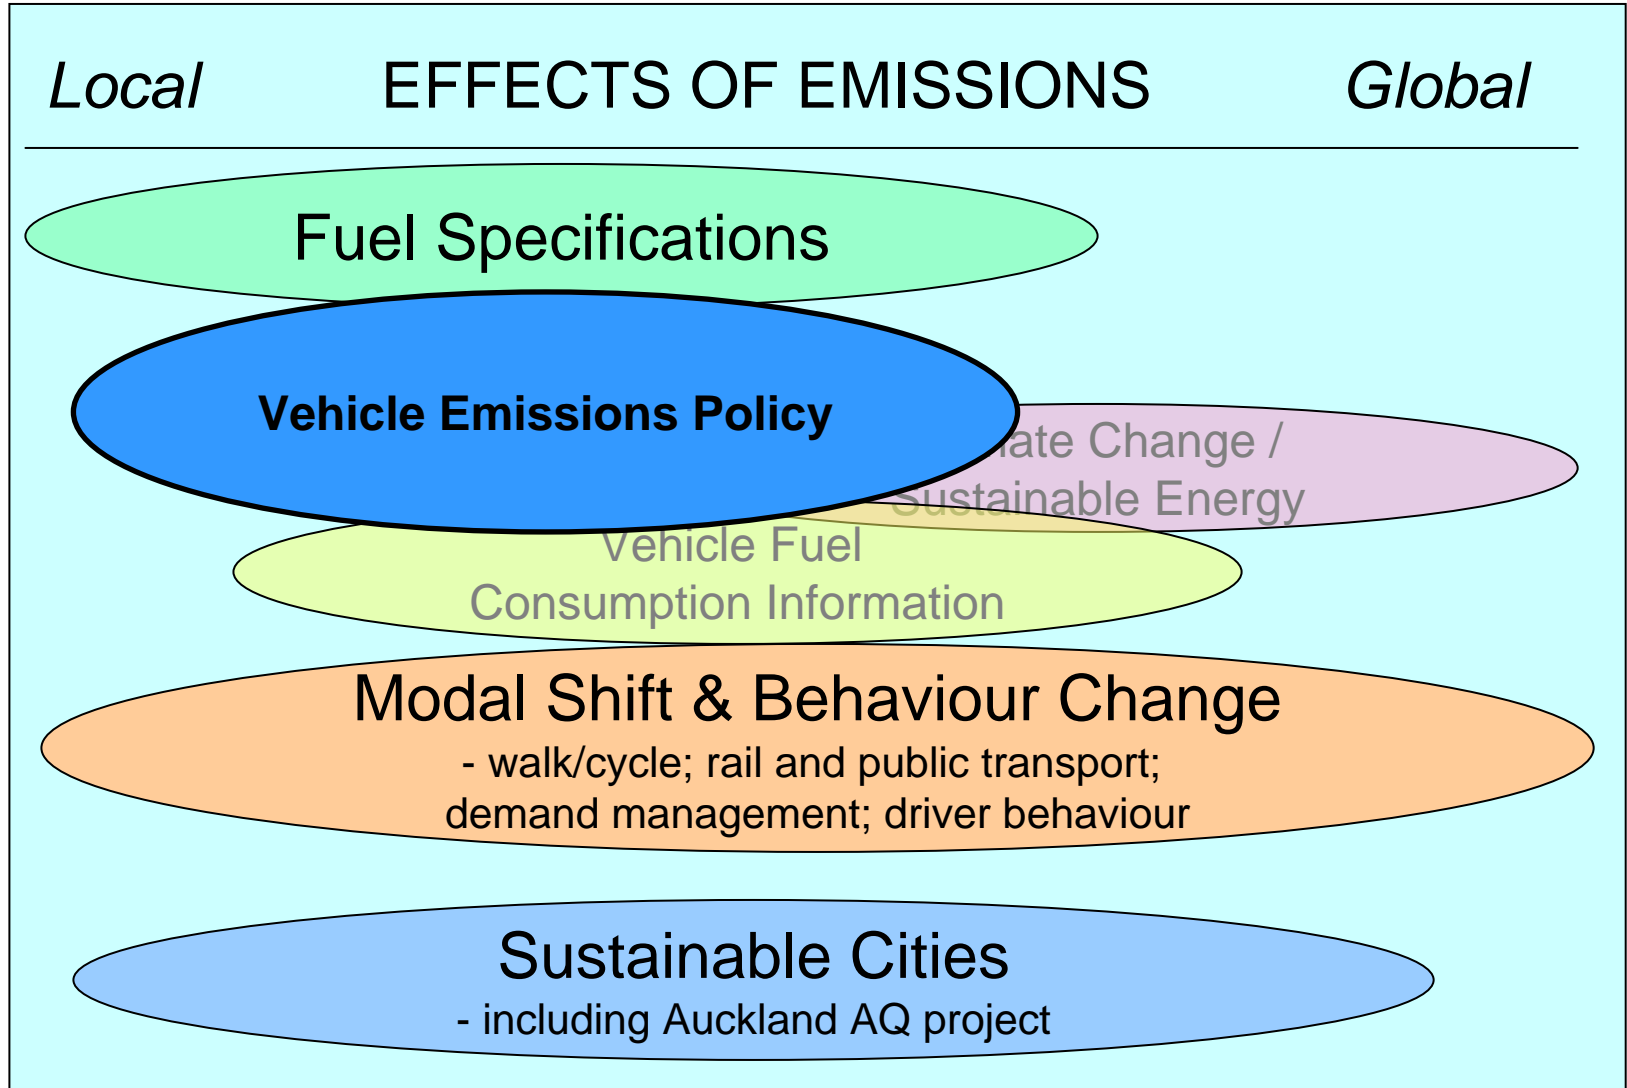 Local EFFECTS OF EMISSIONS Global
Fuel Specifications
Vehicle Emissions Policy
Change /
Sustainable Energy
Vehicle Fuel
Consumption Information
Modal Shift & Behaviour Change
- walk/cycle; rail and public transport;
demand management; driver behaviour
Sustainable Cities
- including Auckland AQ project